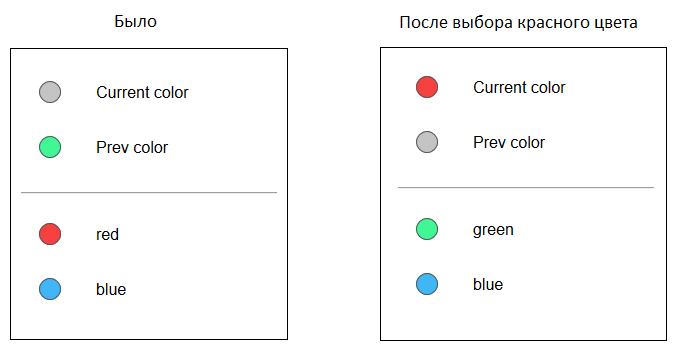 Было
Current color
Prev color
red
blue
После выбора красного цвета
Current color
Prev color
green
blue